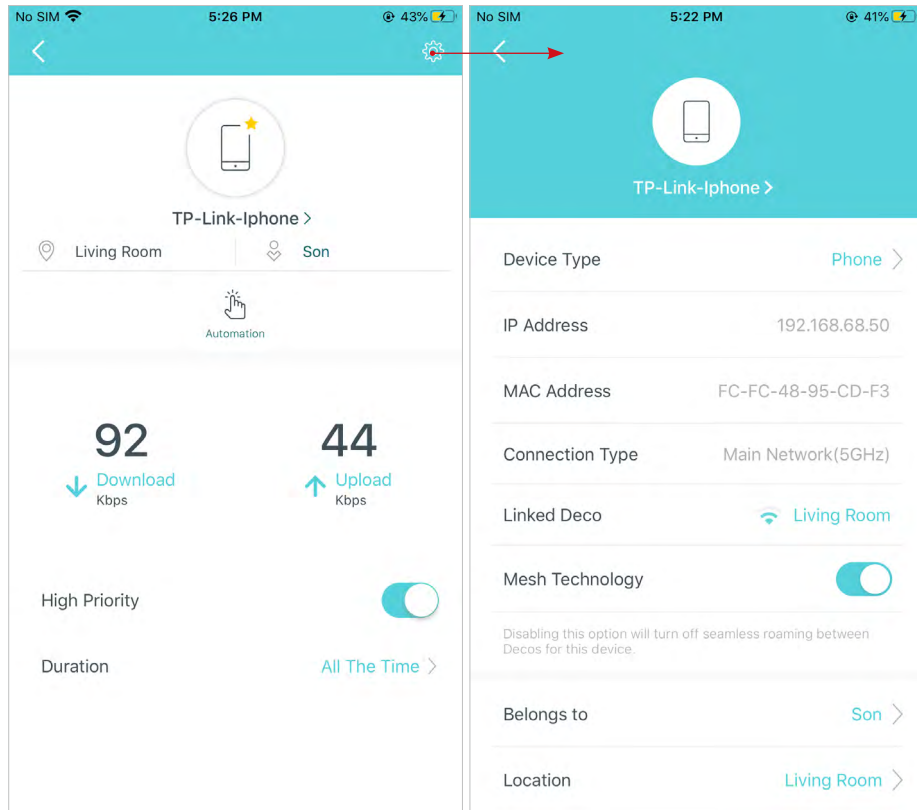 No SIM 5:26 PM 43%
TP-Link-Iphone >
Living Room Son
Automation
92 44
Download Upload
Kbps Kbps
High Priority
Duration All The Time >
No SIM 5:22 PM 41%
TP-Link-Iphone >
Device Type Phone >
IP Address 192.168.68.50
MAC Address FC-FC-48-95-CD-F3
Connection Type Main Network(5GHz)
Linked Deco Living Room
Mesh Technology
Disabling this option will turn off seamless roaming between
Decos for this device.
Belongs to Son >
Location Living Room >